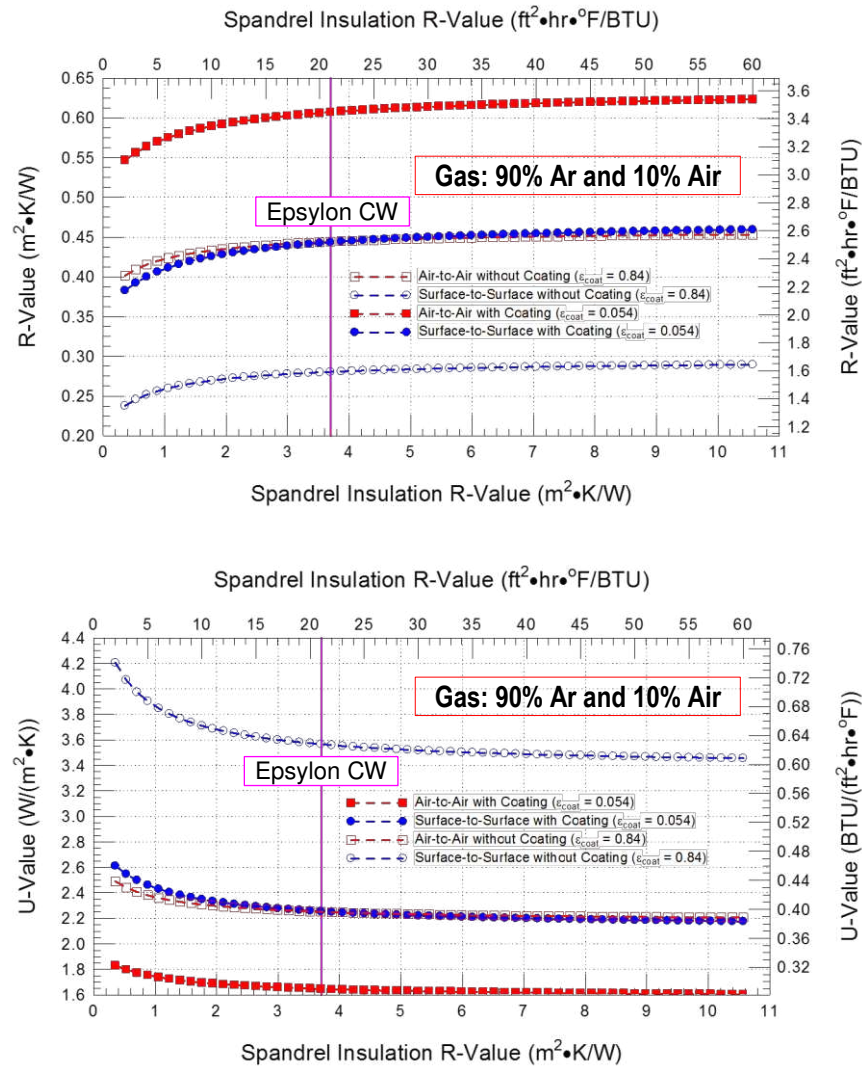 Spandrel Insulation R-Value (ft²•hr•°F/BTU)
0 5 10 15 20 25 30 35 40 45 50 55 60
0.65
0.60
0.55
0.50
0.45
0.40
0.35
0.30
0.25
0.20
R-Value (m²•K/W)
3.6
3.4
3.2
3.0
2.8
2.6
2.4
2.2
2.0
1.8
1.6
1.4
1.2
R-Value (ft²•hr•°F/BTU)
Gas: 90% Ar and 10% Air
Epsylon CW
Air-to-Air without Coating (εcoat = 0.84)
Surface-to-Surface without Coating (εcoat = 0.84)
Air-to-Air with Coating (εcoat = 0.054)
Surface-to-Surface with Coating (εcoat = 0.054)
0 1 2 3 4 5 6 7 8 9 10 11
Spandrel Insulation R-Value (m²•K/W)
Spandrel Insulation R-Value (ft²•hr•°F/BTU)
0 5 10 15 20 25 30 35 40 45 50 55 60
4.4
4.2
4.0
3.8
3.6
3.4
3.2
3.0
2.8
2.6
2.4
2.2
2.0
1.8
1.6
U-Value (W/(m²•K))
0.76
0.72
0.68
0.64
0.60
0.56
0.52
0.48
0.44
0.40
0.36
0.32
U-Value (BTU/(ft²•hr•°F))
Gas: 90% Ar and 10% Air
Epsylon CW
Air-to-Air with Coating (εcoat = 0.054)
Surface-to-Surface with Coating (εcoat = 0.054)
Air-to-Air without Coating (εcoat = 0.84)
Surface-to-Surface without Coating (εcoat = 0.84)
0 1 2 3 4 5 6 7 8 9 10 11
Spandrel Insulation R-Value (m²•K/W)